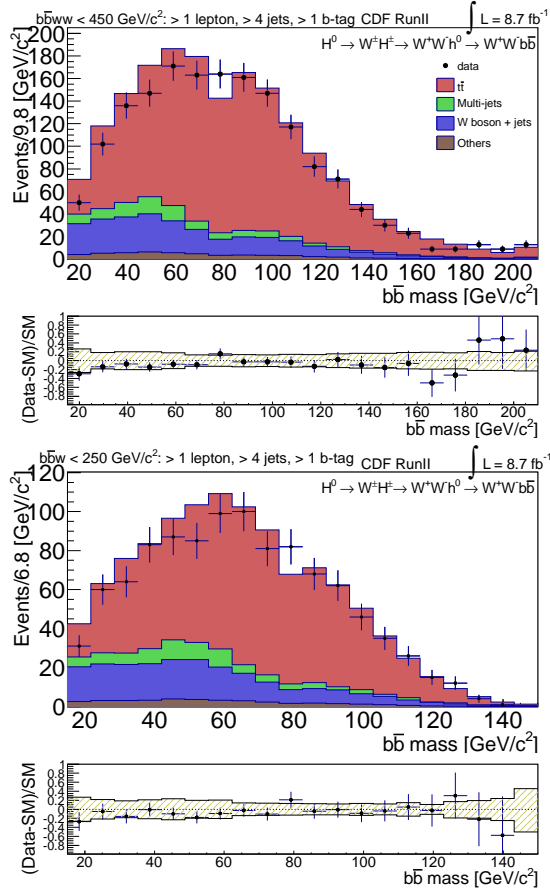 bb̄ww < 450 GeV/c²: > 1 lepton, > 4 jets, > 1 b-tag CDF RunII ∫ L = 8.7 fb⁻¹
H⁰ → W±H± → W⁺W⁻h⁰ → W⁺W⁻bb̄
data
tt̄
Multi-jets
W boson + jets
Others
Events/9.8 [GeV/c²]
200
180
160
140
120
100
80
60
40
20
0
20 40 60 80 100 120 140 160 180 200
bb̄ mass [GeV/c²]
(Data-SM)/SM
1
0.8
0.6
0.4
0.2
0
-0.2
-0.4
-0.6
-0.8
20 40 60 80 100 120 140 160 180 200
bb̄ mass [GeV/c²]
bb̄w < 250 GeV/c²: > 1 lepton, > 4 jets, > 1 b-tag CDF RunII ∫ L = 8.7 fb⁻¹
H⁰ → W±H± → W⁺W⁻h⁰ → W⁺W⁻bb̄
Events/6.8 [GeV/c²]
120
100
80
60
40
20
0
20 40 60 80 100 120 140
bb̄ mass [GeV/c²]
(Data-SM)/SM
1
0.8
0.6
0.4
0.2
0
-0.2
-0.4
-0.6
-0.8
20 40 60 80 100 120 140
bb̄ mass [GeV/c²]